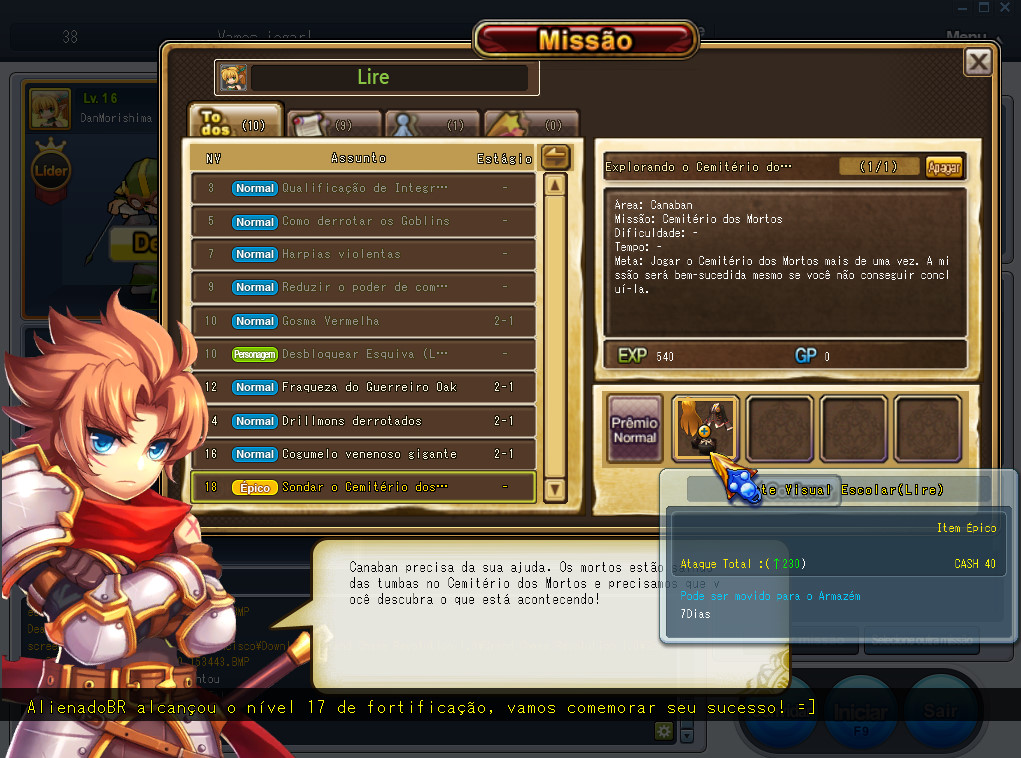 38
Vamos jogar!
Menu
Missão
Lire
Lv.16
DanMorishima
Líder
To
dos (10)
(9)
(1)
(0)
NV Assunto Estágio
3 Normal Qualificação de Integr… -
5 Normal Como derrotar os Goblins -
7 Normal Harpias violentas -
9 Normal Reduzir o poder de com… -
10 Normal Gosma Vermelha 2-1
10 Personagem Desbloquear Esquiva (L… -
12 Normal Fraqueza do Guerreiro Oak 2-1
14 Normal Drillmons derrotados 2-1
16 Normal Cogumelo venenoso gigante 2-1
18 Épico Sondar o Cemitério dos… -
Explorando o Cemitério do… (1/1) Apagar
Area: Canaban
Missão: Cemitério dos Mortos
Dificuldade: -
Tempo: -
Meta: Jogar o Cemitério dos Mortos mais de uma vez. A mi
ssão será bem-sucedida mesmo se você não conseguir concl
uí-la.
EXP 540 GP 0
Prêmio
Normal
te Visual Escolar(Lire)
Item Épico
Ataque Total :(↑230) CASH 40
Pode ser movido para o Armazém
7Dias
Canaban precisa da sua ajuda. Os mortos estão
das tumbas no Cemitério dos Mortos e precisamos que v
ocê descubra o que está acontecendo!
AlienadoBR alcançou o nível 17 de fortificação, vamos comemorar seu sucesso! =]
Iniciar
F9
Sair